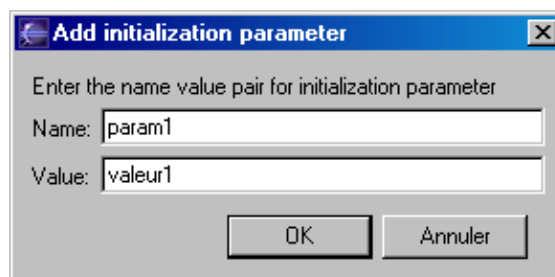 Add initialization parameter
Enter the name value pair for initialization parameter
Name: param1
Value: valeur1
OK Annuler